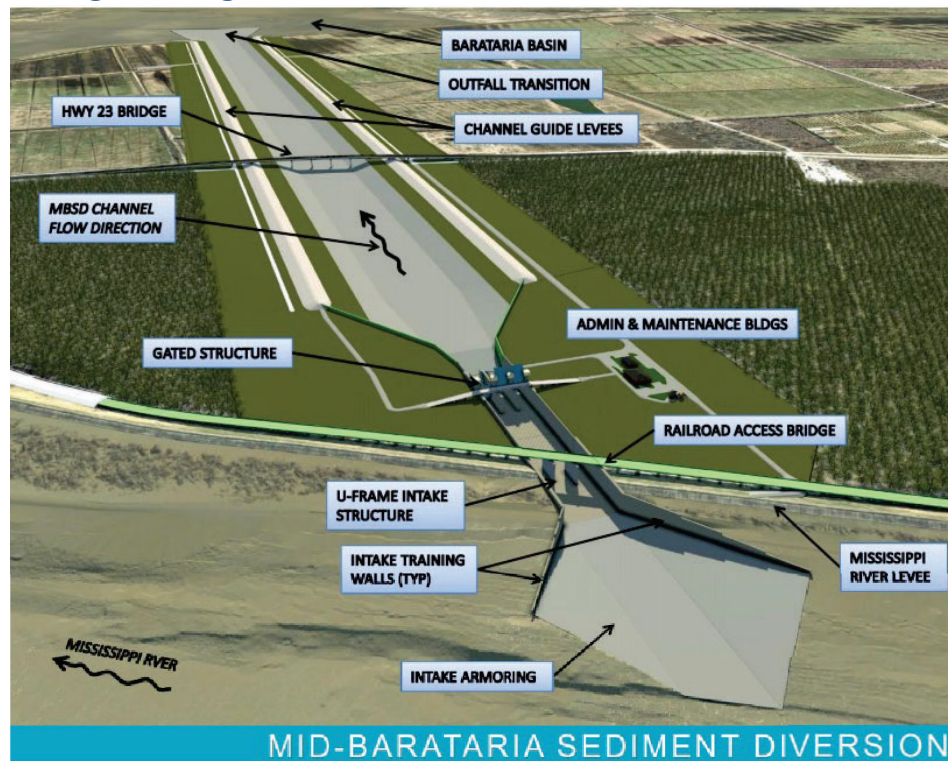 BARATARIA BASIN
OUTFALL TRANSITION
HWY 23 BRIDGE
CHANNEL GUIDE LEVEES
MBSD CHANNEL
FLOW DIRECTION
ADMIN & MAINTENANCE BLDGS
GATED STRUCTURE
RAILROAD ACCESS BRIDGE
U-FRAME INTAKE
STRUCTURE
INTAKE TRAINING
WALLS (TYP)
MISSISSIPPI
RIVER LEVEE
MISSISSIPPI RVER
INTAKE ARMORING
MID-BARATARIA SEDIMENT DIVERSION